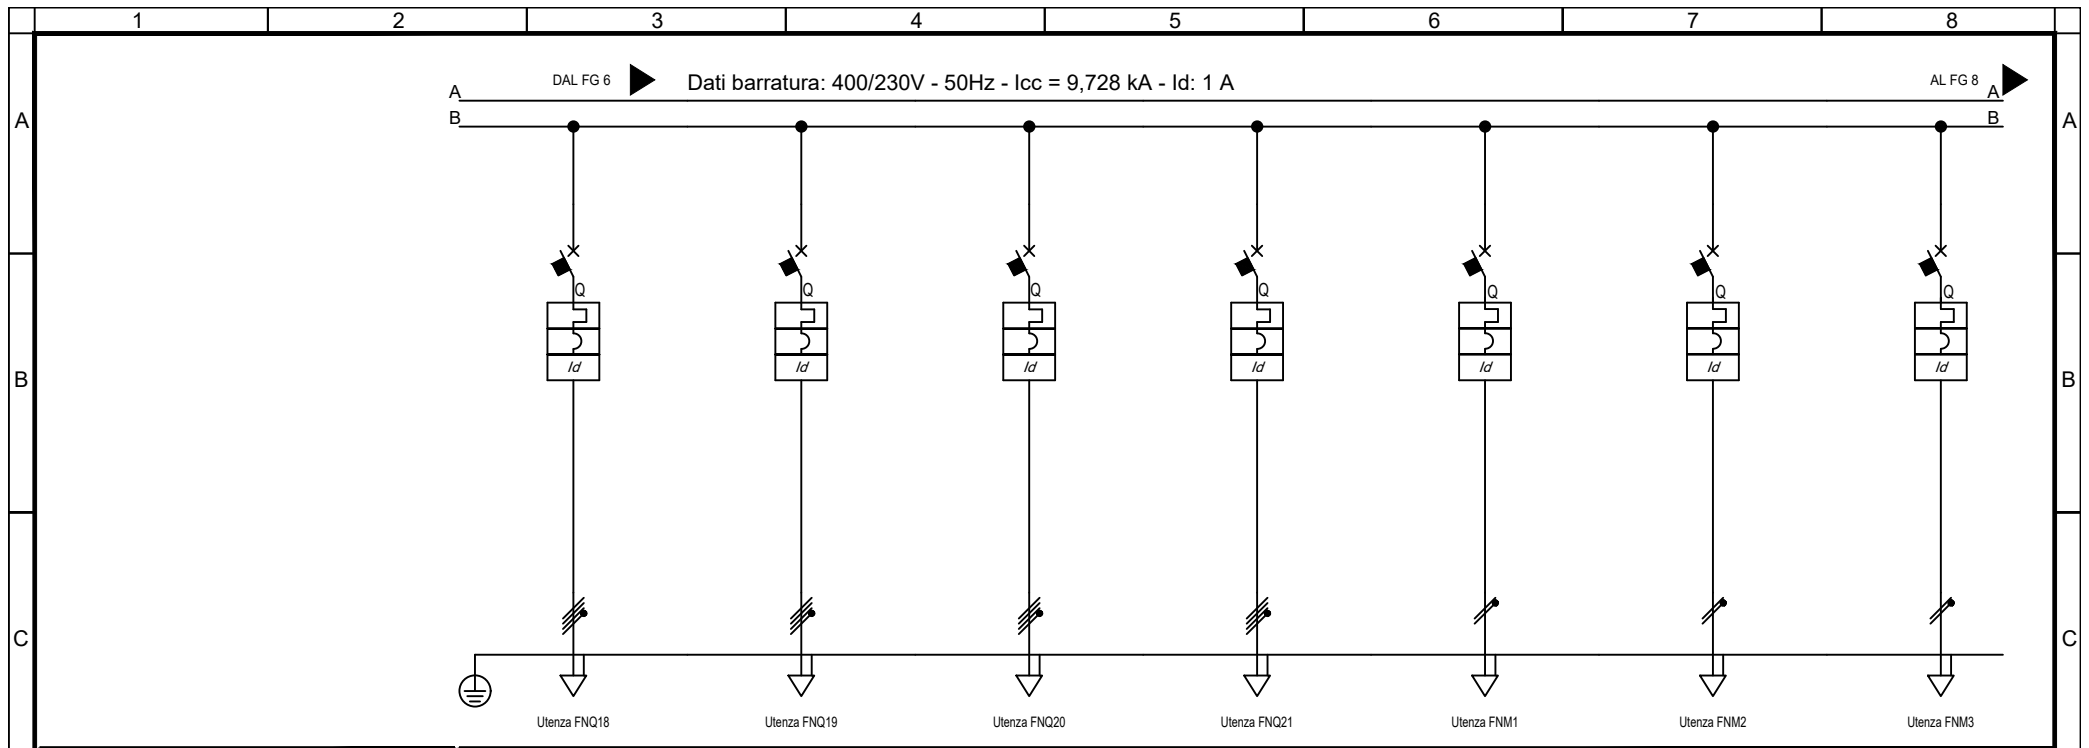 1 2 3 4 5 6 7 8
DAL FG 6 Dati barratura: 400/230V - 50Hz - Icc = 9,728 kA - Id: 1 A AL FG 8
A A
A A
B B
Q Q Q Q Q Q Q
Id Id Id Id Id Id Id
B B
C C
Utenza FNQ18 Utenza FNQ19 Utenza FNQ20 Utenza FNQ21 Utenza FNM1 Utenza FNM2 Utenza FNM3